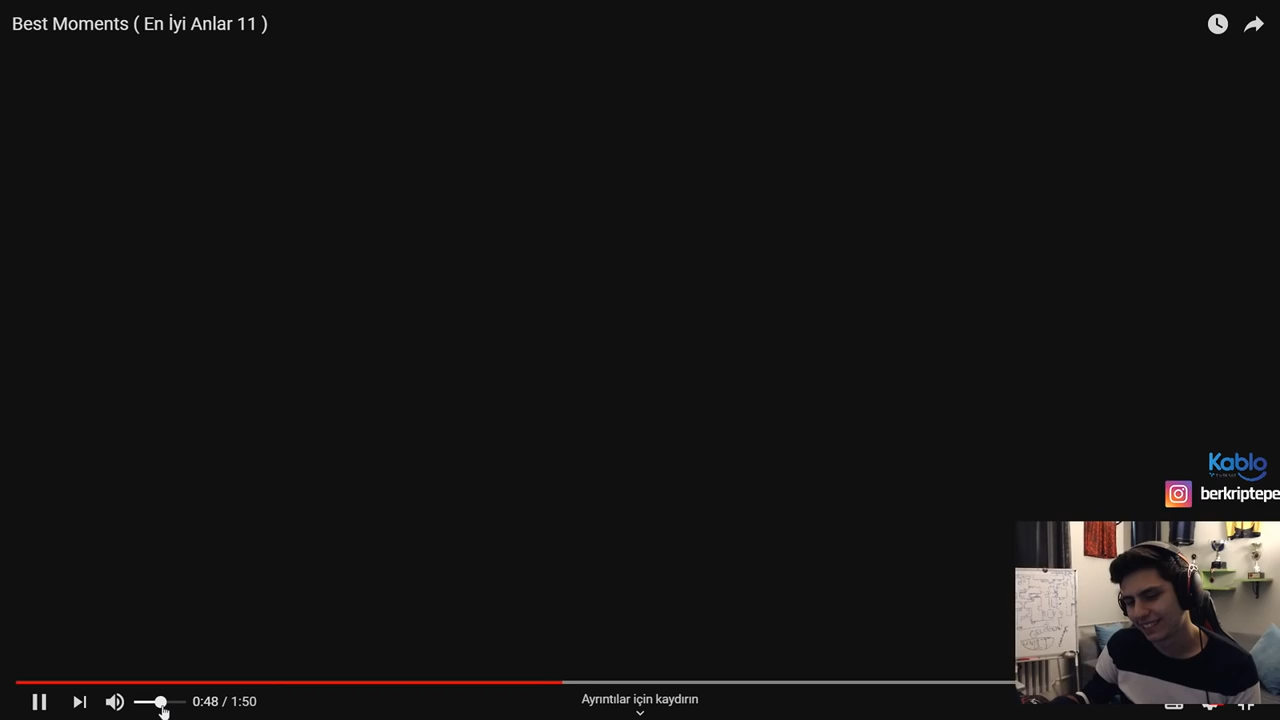 Best Moments ( En İyi Anlar 11 )
Kablo
berkriptepe
0:48 / 1:50
Ayrıntılar için kaydırın